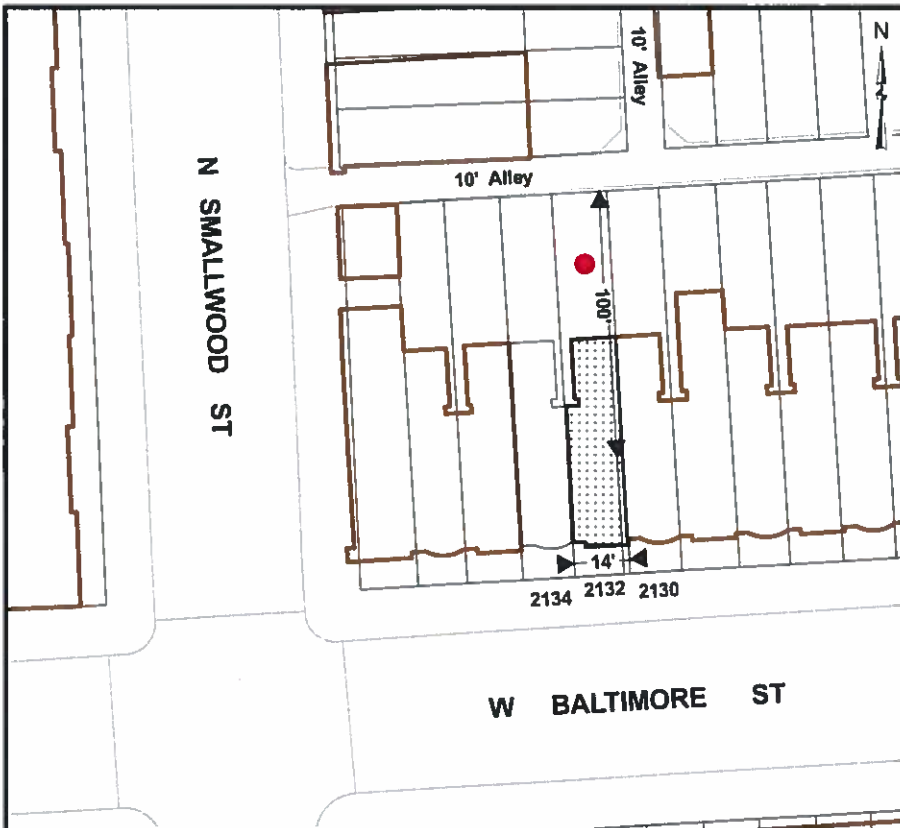 N
10' Alley
10' Alley
N SMALLWOOD ST
100'
14'
2134 2132 2130
W BALTIMORE ST